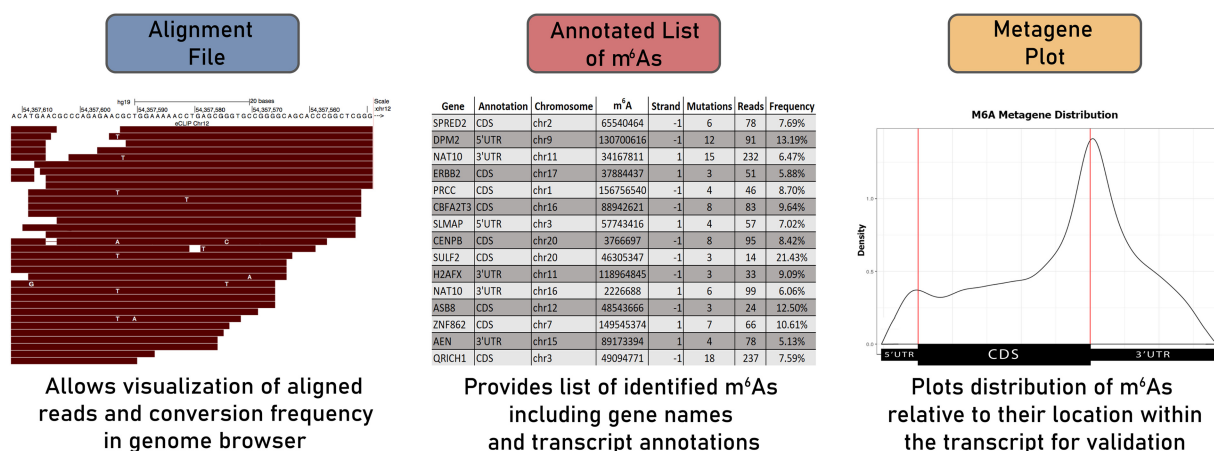 Alignment
File
Annotated List
of m⁶As
Metagene
Plot
hg19 20 bases
54,357,610 54,357,600 54,357,590 54,357,580 54,357,570 54,357,560 Scale
chr12
ACATGAACGCCCAGAGAACGCTGGAAAAACCTGAGCGGGTGCCGGGGCAGCACCCGGCTCGGG --->
eCLIP Chr12
T
T
T
T
A C
T
T
A
G T
T
T A
Allows visualization of aligned
reads and conversion frequency
in genome browser
Gene Annotation Chromosome m⁶A Strand Mutations Reads Frequency
SPRED2 CDS chr2 65540464 -1 6 78 7.69%
DPM2 5'UTR chr9 130700616 -1 12 91 13.19%
NAT10 3'UTR chr11 34167811 1 15 232 6.47%
ERBB2 CDS chr17 37884437 1 3 51 5.88%
PRCC CDS chr1 156756540 1 4 46 8.70%
CBFA2T3 CDS chr16 88942621 -1 8 83 9.64%
SLMAP 5'UTR chr3 57743416 1 4 57 7.02%
CENPB CDS chr20 3766697 -1 8 95 8.42%
SULF2 CDS chr20 46305347 -1 3 14 21.43%
H2AFX 3'UTR chr11 118964845 -1 3 33 9.09%
NAT10 3'UTR chr16 2226688 1 6 99 6.06%
ASB8 CDS chr12 48543666 -1 3 24 12.50%
ZNF862 CDS chr7 149545374 1 7 66 10.61%
AEN 3'UTR chr15 89173394 1 4 78 5.13%
QRICH1 CDS chr3 49094771 -1 18 237 7.59%
Provides list of identified m⁶As
including gene names
and transcript annotations
M6A Metagene Distribution
Density
1.0
0.5
0.0
5'UTR CDS 3'UTR
Plots distribution of m⁶As
relative to their location within
the transcript for validation